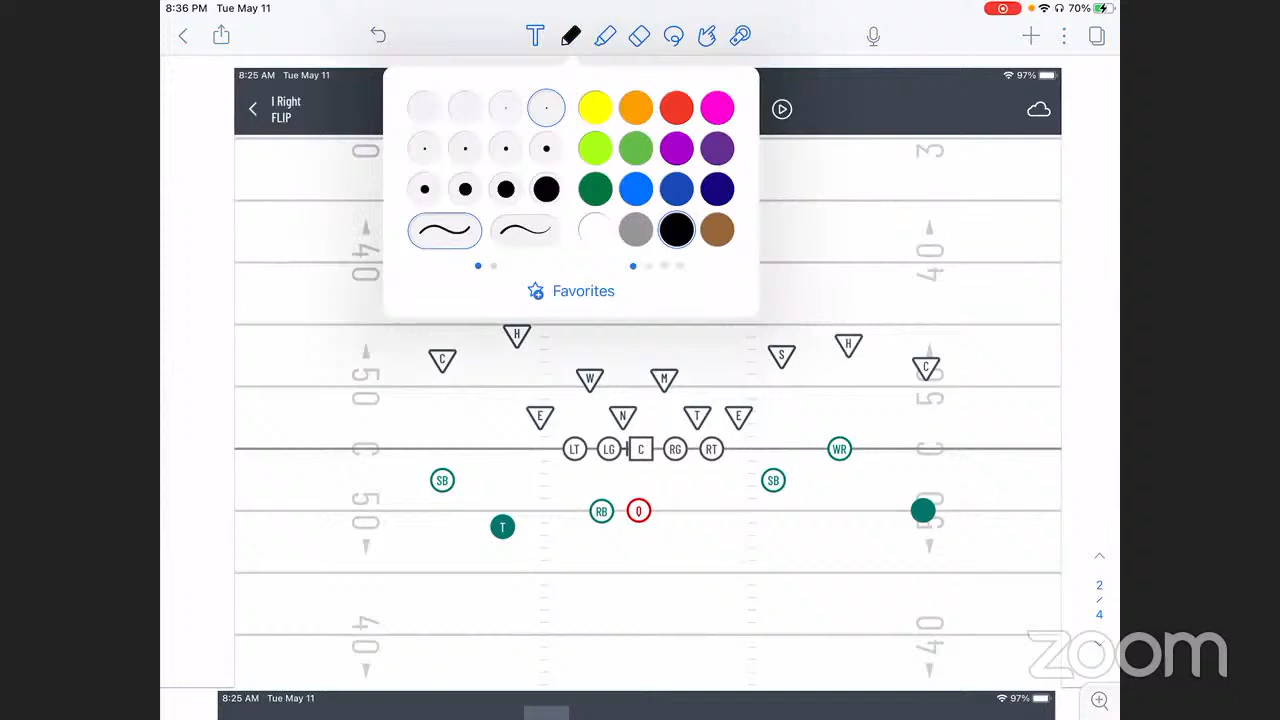 8:36 PM Tue May 11 70%
T
8:25 AM Tue May 11 97%
I Right
FLIP
Favorites
0 3
40 40
H
C S H C
W M
E N T E
50 50
LT LG C RG RT WR
C C
SB SB
RB Q
T
50 50
2
/
4
40 40
zoom
8:25 AM Tue May 11 97%